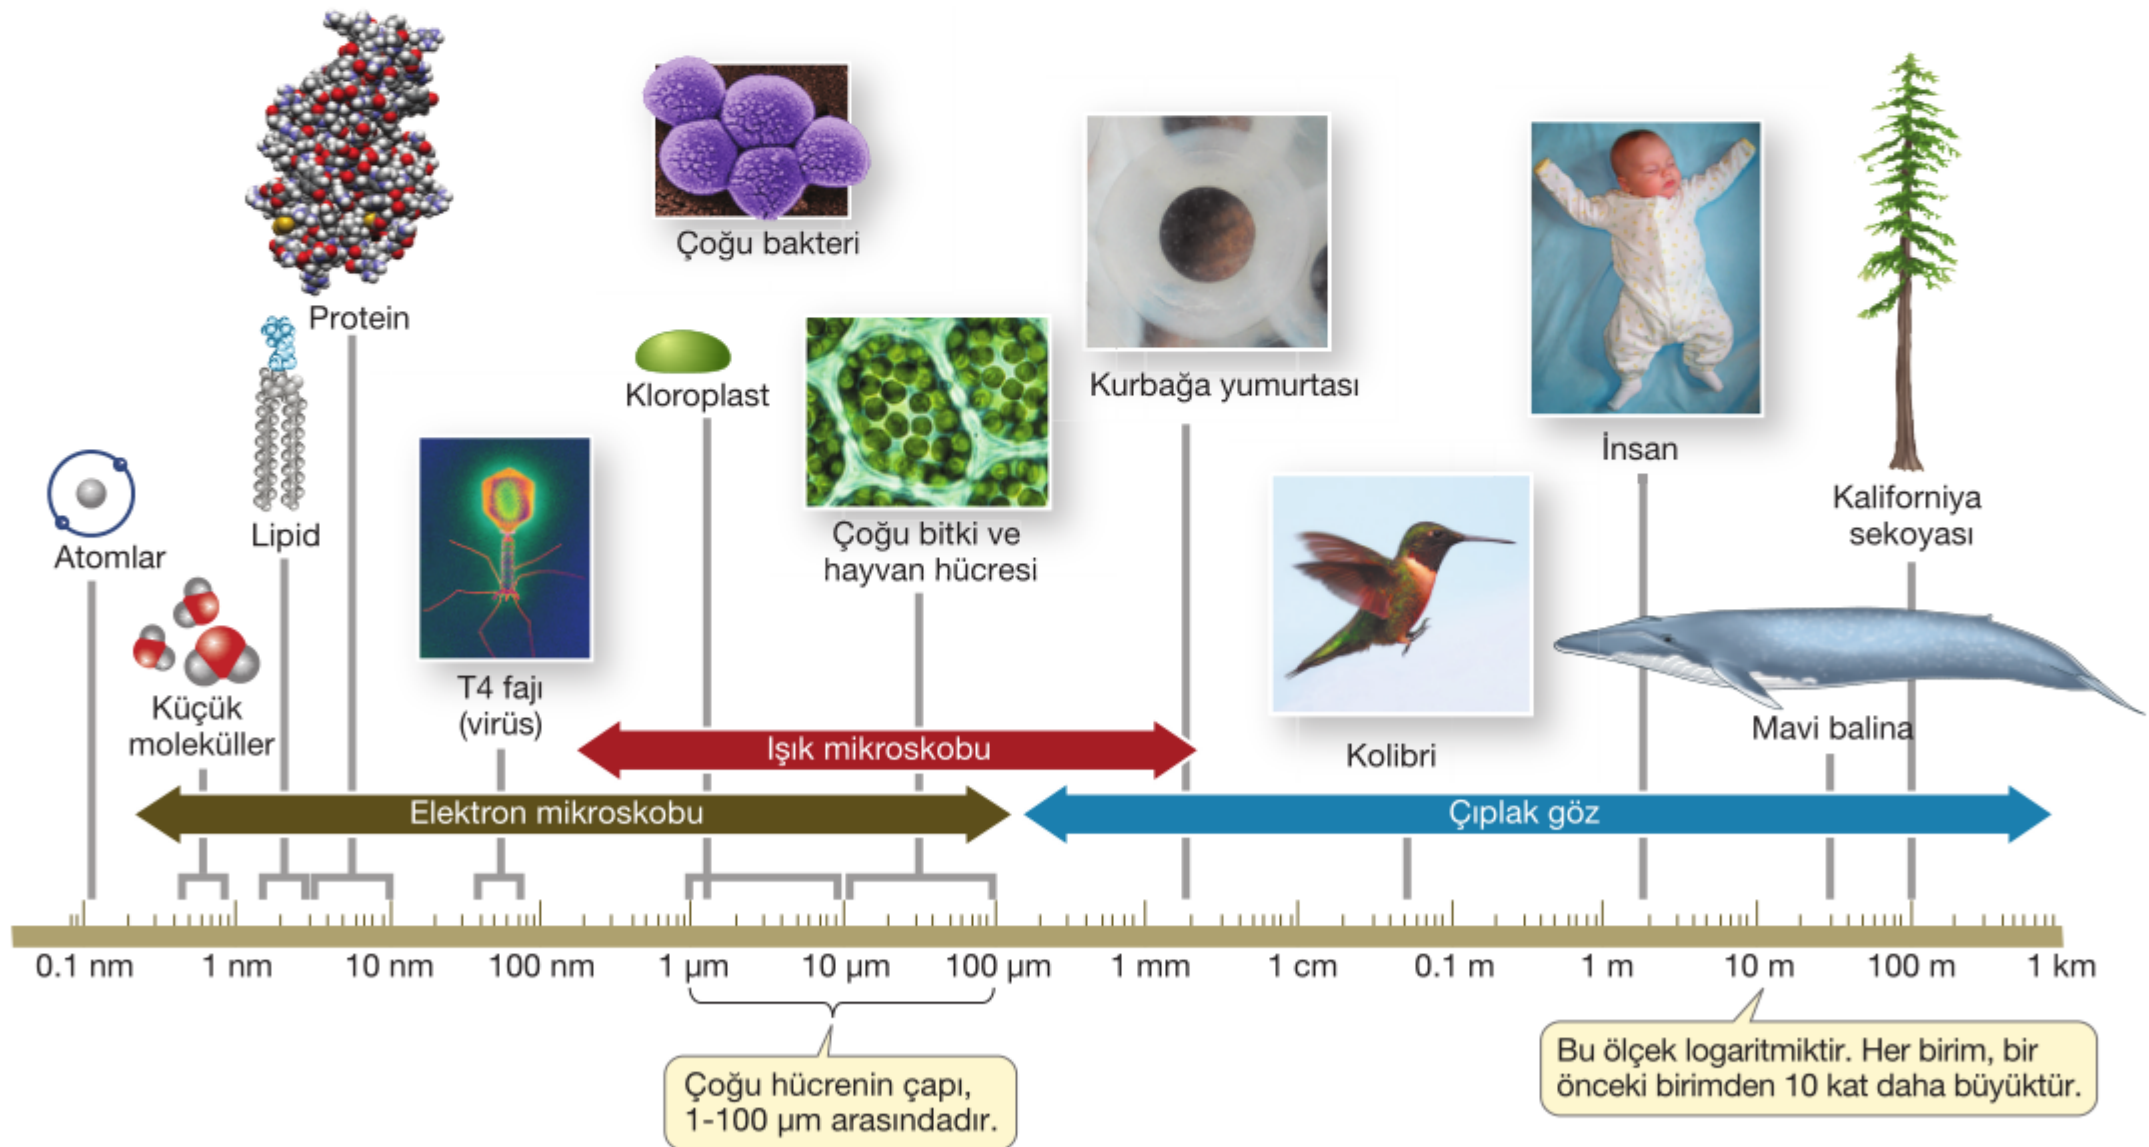 Protein
Çoğu bakteri
Kloroplast
Kurbağa yumurtası
İnsan
Kaliforniya
sekoyası
Atomlar
Lipid
Çoğu bitki ve
hayvan hücresi
Küçük
moleküller
T4 fajı
(virüs)
Kolibri
Mavi balina
Işık mikroskobu
Elektron mikroskobu
Çıplak göz
0.1 nm
1 nm
10 nm
100 nm
1 µm
10 µm
100 µm
1 mm
1 cm
0.1 m
1 m
10 m
100 m
1 km
Çoğu hücrenin çapı,
1-100 µm arasındadır.
Bu ölçek logaritmiktir. Her birim, bir
önceki birimden 10 kat daha büyüktür.